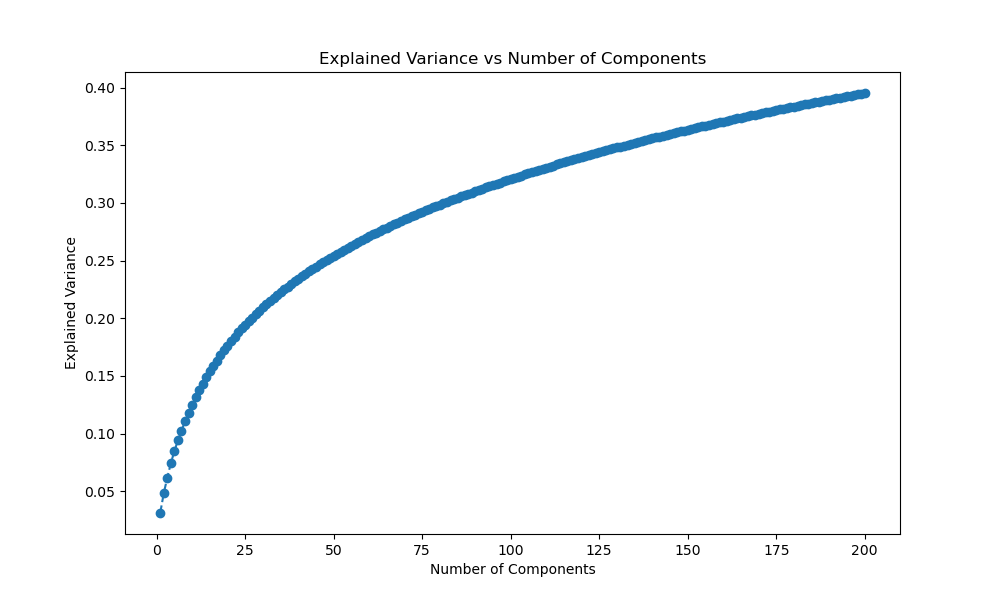 Explained Variance vs Number of Components
0.40
0.35
0.30
0.25
0.20
0.15
0.10
0.05
Explained Variance
0 25 50 75 100 125 150 175 200
Number of Components